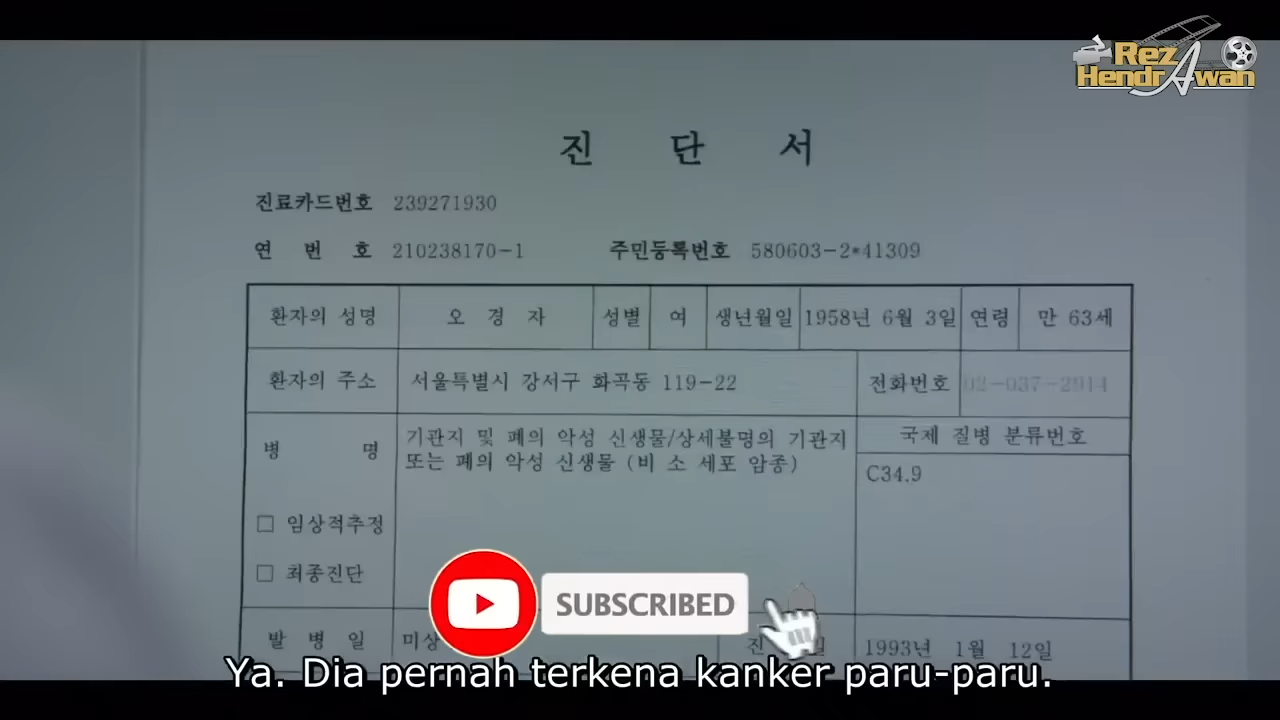 Reza
HendrAwan
진 단 서
진료카드번호 239271930
연 번 호 210238170-1 주민등록번호 580603-2*41309
환자의 성명 오 경 자 성별 여 생년월일 1958년 6월 3일 연령 만 63세
환자의 주소 서울특별시 강서구 화곡동 119-22 전화번호 02-037-2914
병 명 기관지 및 폐의 악성 신생물/상세불명의 기관지 국제 질병 분류번호
또는 폐의 악성 신생물 (비 소 세포 암종) C34.9
□ 임상적추정
□ 최종진단
SUBSCRIBED
발 병 일 미상 진 일 1993년 1월 12일
Ya. Dia pernah terkena kanker paru-paru.